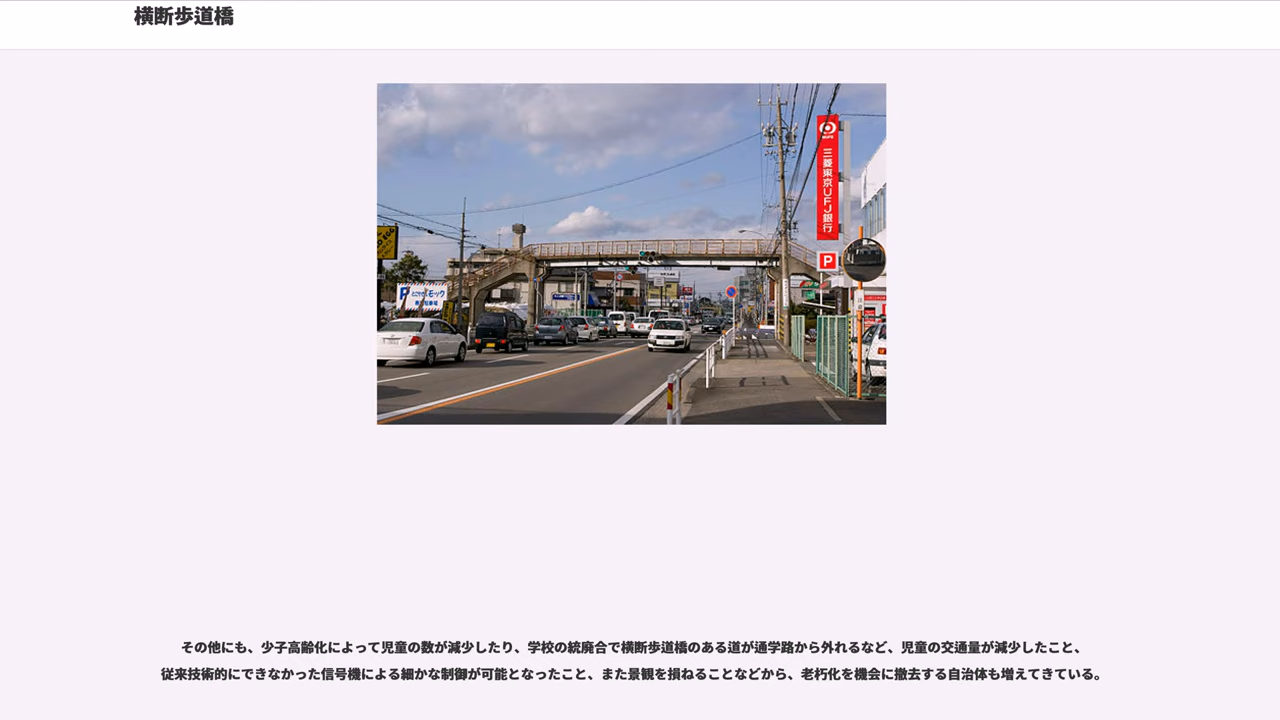 横断歩道橋
三菱東京UFJ銀行
P
P
モック
その他にも、少子高齢化によって児童の数が減少したり、学校の統廃合で横断歩道橋のある道が通学路から外れるなど、児童の交通量が減少したこと、
従来技術的にできなかった信号機による細かな制御が可能となったこと、また景観を損ねることなどから、老朽化を機会に撤去する自治体も増えてきている。